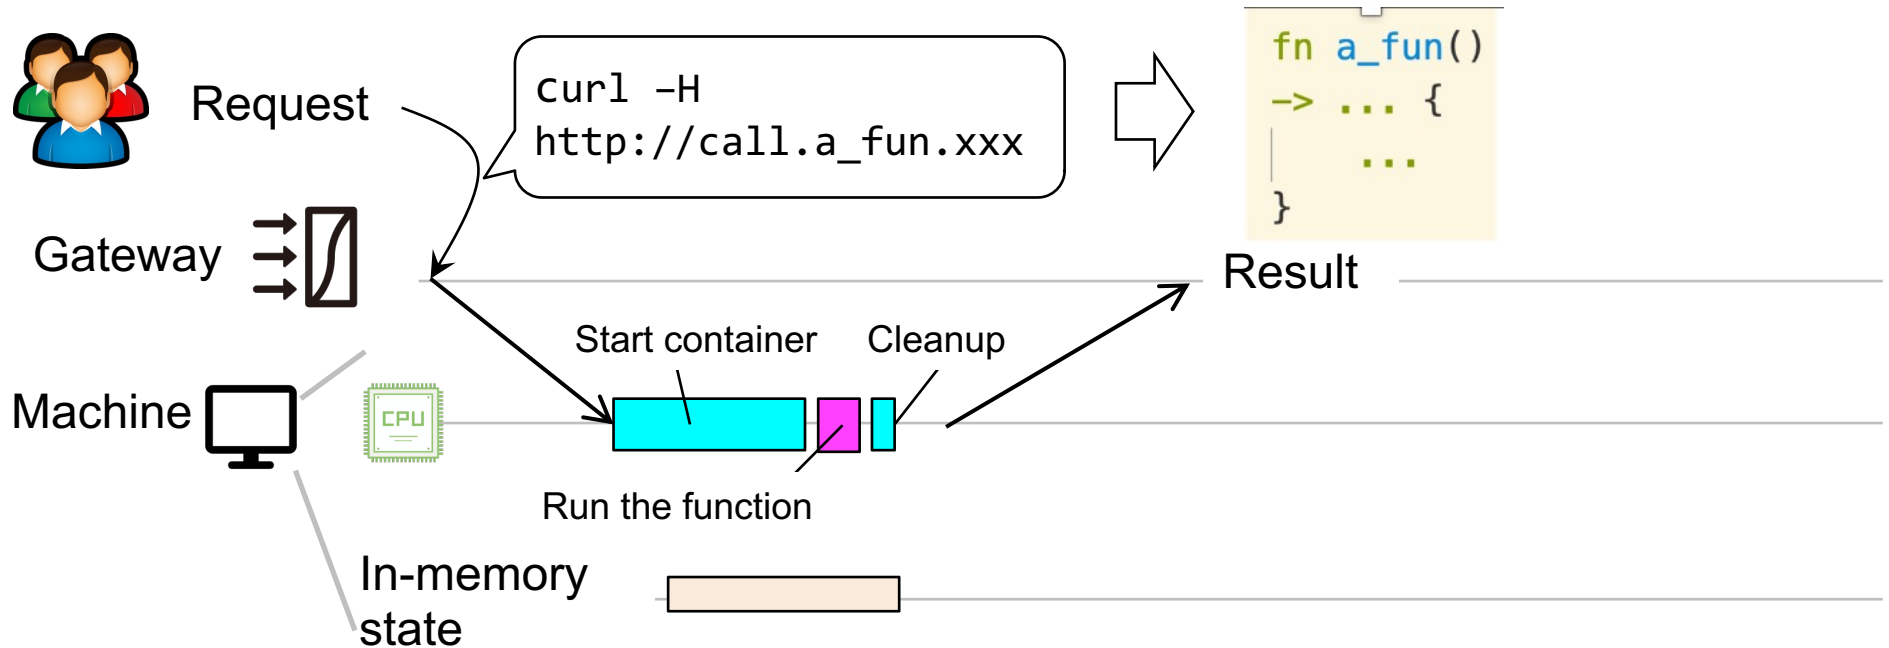 Request
curl –H
http://call.a_fun.xxx
fn a_fun()
-> ... {
...
}
Gateway
Result
Start container
Cleanup
Machine
CPU
Run the function
In-memory
state